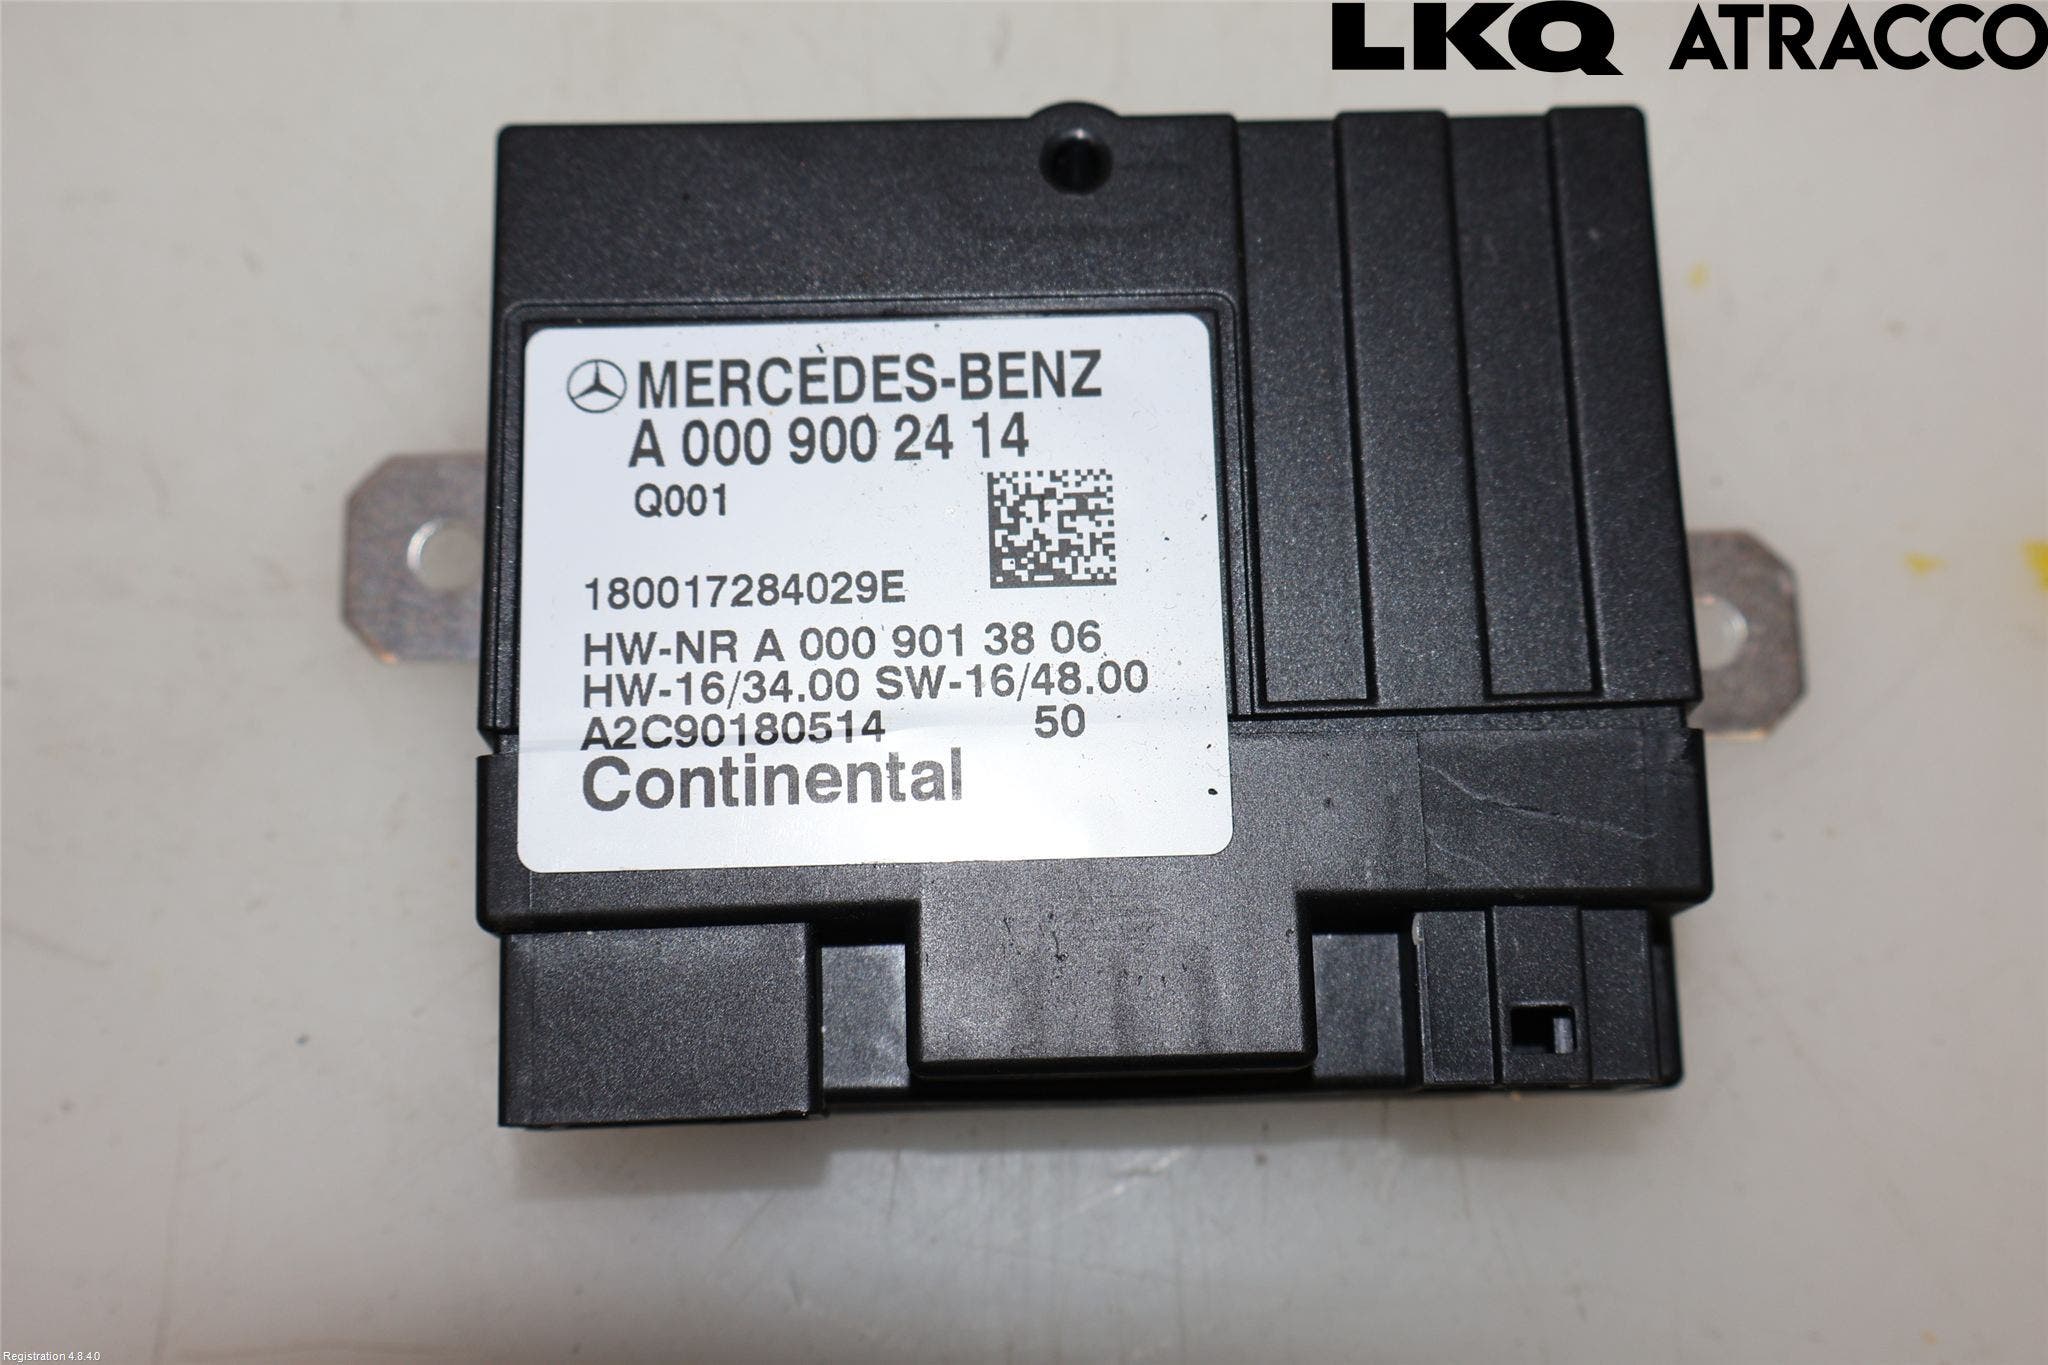 LKQ ATRACCO
MERCEDES-BENZ
A 000 900 24 14
Q001
180017284029E
HW-NR A 000 901 38 06
HW-16/34.00 SW-16/48.00
A2C90180514 50
Continental
Registration 4.8.4.0